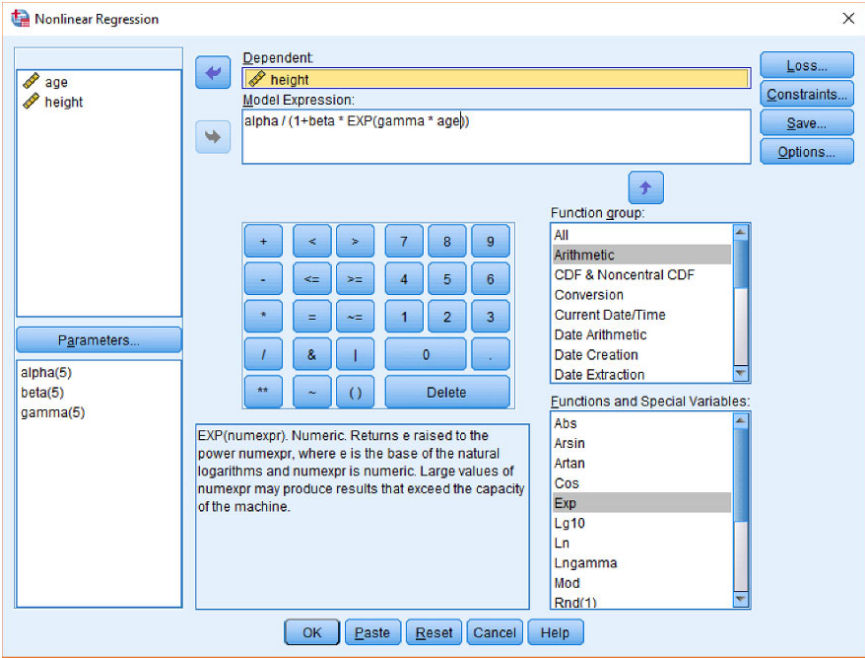 Nonlinear Regression
age
height
Parameters...
alpha(5)
beta(5)
gamma(5)
Dependent:
height
Model Expression:
alpha / (1+beta * EXP(gamma * age))
Loss...
Constraints...
Save...
Options...
+ < > 7 8 9
- <= >= 4 5 6
* = ~= 1 2 3
/ & | 0 .
** ~ ( ) Delete
EXP(numexpr). Numeric. Returns e raised to the
power numexpr, where e is the base of the natural
logarithms and numexpr is numeric. Large values of
numexpr may produce results that exceed the capacity
of the machine.
Function group:
All
Arithmetic
CDF & Noncentral CDF
Conversion
Current Date/Time
Date Arithmetic
Date Creation
Date Extraction
Functions and Special Variables:
Abs
Arsin
Artan
Cos
Exp
Lg10
Ln
Lngamma
Mod
Rnd(1)
OK Paste Reset Cancel Help